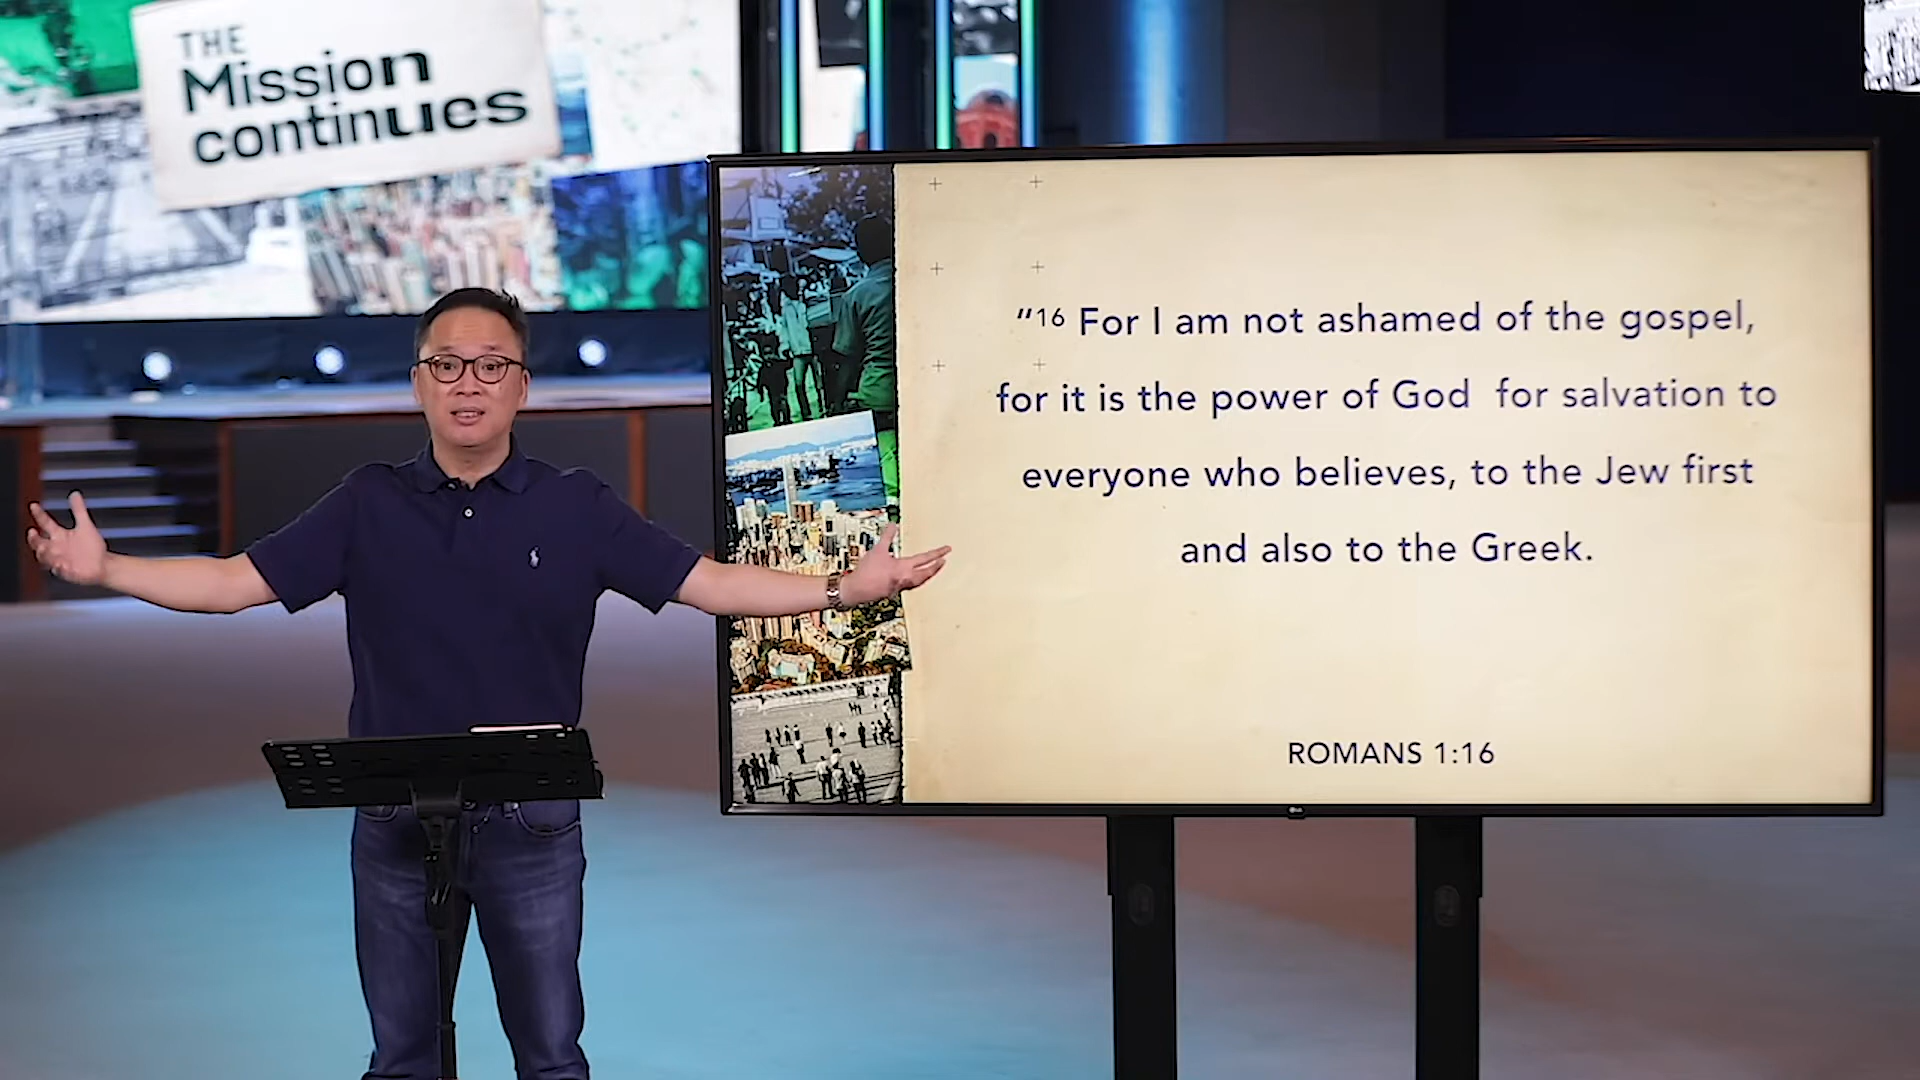 THE
Mission
continues
“16 For I am not ashamed of the gospel,
for it is the power of God for salvation to
everyone who believes, to the Jew first
and also to the Greek.
ROMANS 1:16